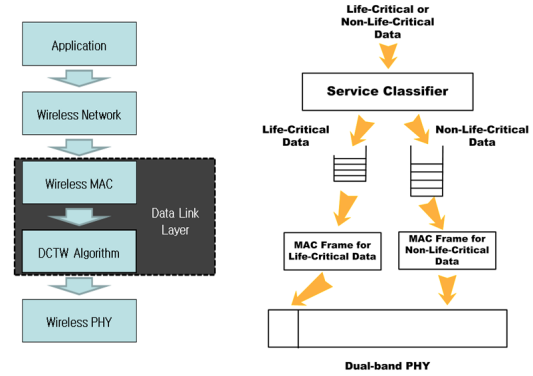 Application
Wireless Network
Wireless MAC
Data Link
Layer
DCTW Algorithm
Wireless PHY
Life-Critical or
Non-Life-Critical
Data
Service Classifier
Life-Critical
Data
Non-Life-Critical
Data
MAC Frame for
Life-Critical Data
MAC Frame for
Non-Life-Critical
Data
Dual-band PHY